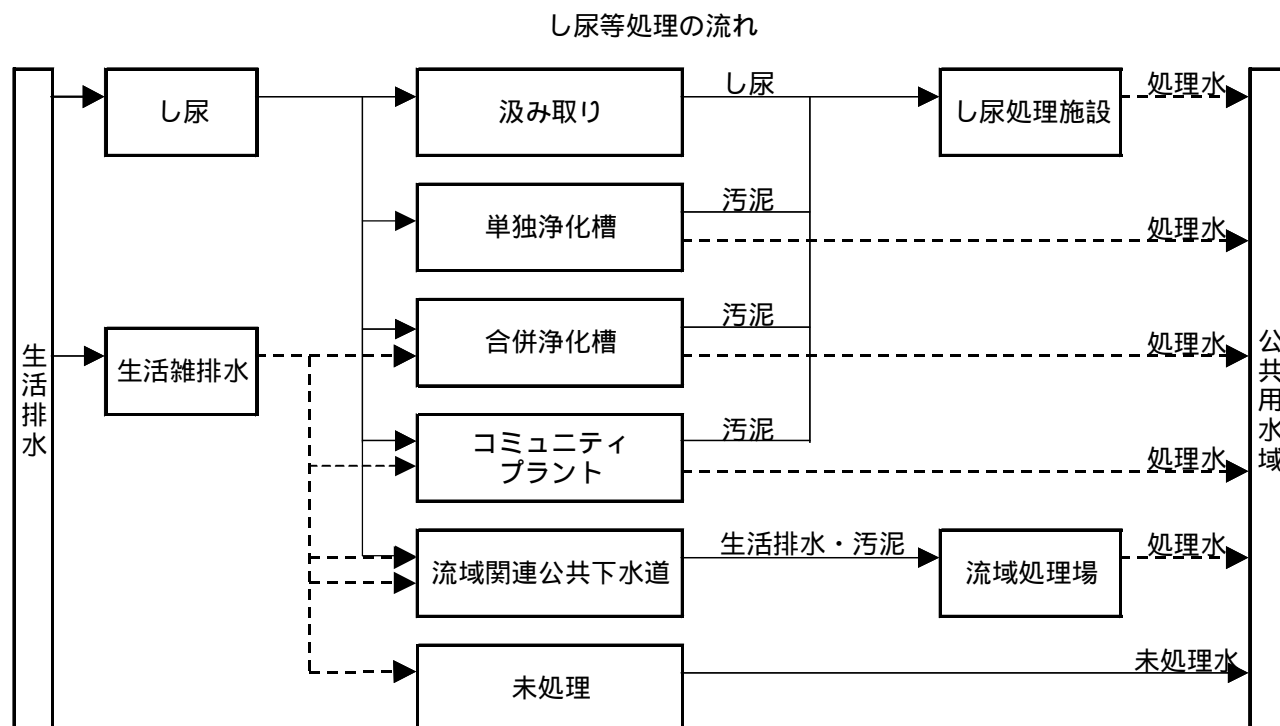 し尿等処理の流れ
生活排水
し尿
生活雑排水
汲み取り
単独浄化槽
合併浄化槽
コミュニティ
プラント
流域関連公共下水道
未処理
し尿
汚泥
汚泥
汚泥
生活排水・汚泥
し尿処理施設
流域処理場
処理水
処理水
処理水
処理水
処理水
未処理水
公共用水域